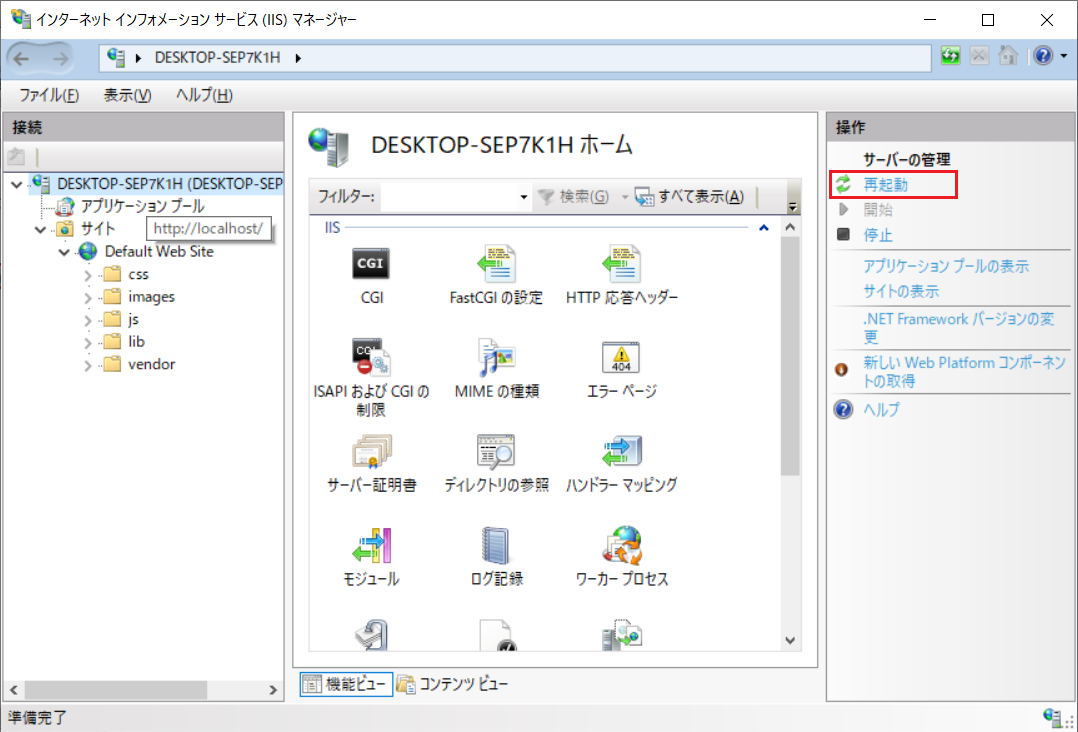 インターネット インフォメーション サービス (IIS) マネージャー
DESKTOP-SEP7K1H
ファイル(F) 表示(V) ヘルプ(H)
接続
DESKTOP-SEP7K1H (DESKTOP-SEP
アプリケーション プール
サイト
http://localhost/
Default Web Site
css
images
js
lib
vendor
DESKTOP-SEP7K1H ホーム
フィルター: 検索(G) すべて表示(A)
IIS
CGI
CGI
FastCGI の設定
HTTP 応答ヘッダー
CGI
ISAPI および CGI の
制限
MIME の種類
404
エラー ページ
サーバー証明書
ディレクトリの参照
ハンドラー マッピング
モジュール
ログ記録
ワーカー プロセス
機能ビュー コンテンツ ビュー
操作
サーバーの管理
再起動
開始
停止
アプリケーション プールの表示
サイトの表示
.NET Framework バージョンの変
更
新しい Web Platform コンポーネン
トの取得
ヘルプ
準備完了